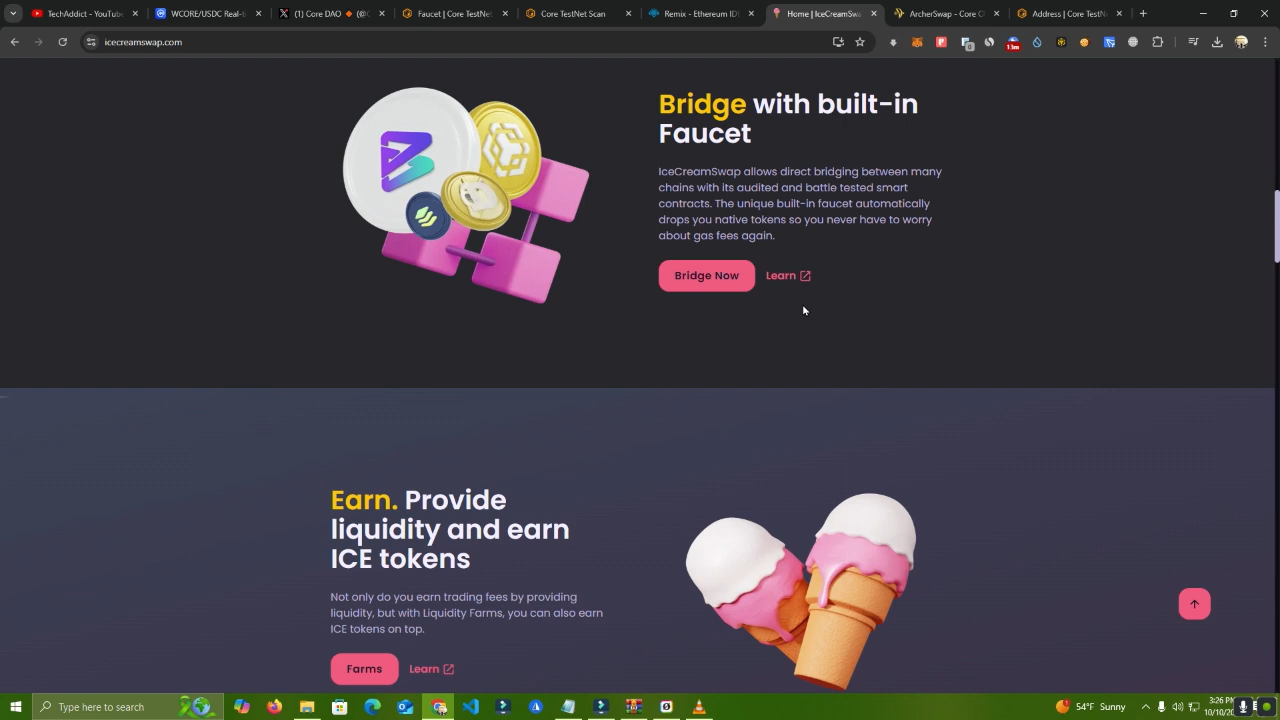 TechAddict - YouTube
WCORE/USDC Real-t
(1) Core DAO 🔶 (@C
Faucet | Core TestNet
Core TestNet Scan
Remix - Ethereum IDE
Home | IceCreamSwa
ArcherSwap - Core C
Address | Core TestNe
icecreamswap.com
Bridge with built-in
Faucet
IceCreamSwap allows direct bridging between many
chains with its audited and battle tested smart
contracts. The unique built-in faucet automatically
drops you native tokens so you never have to worry
about gas fees again.
Bridge Now
Learn
Earn. Provide
liquidity and earn
ICE tokens
Not only do you earn trading fees by providing
liquidity, but with Liquidity Farms, you can also earn
ICE tokens on top.
Farms
Learn
Type here to search
54°F Sunny
3:26 PM